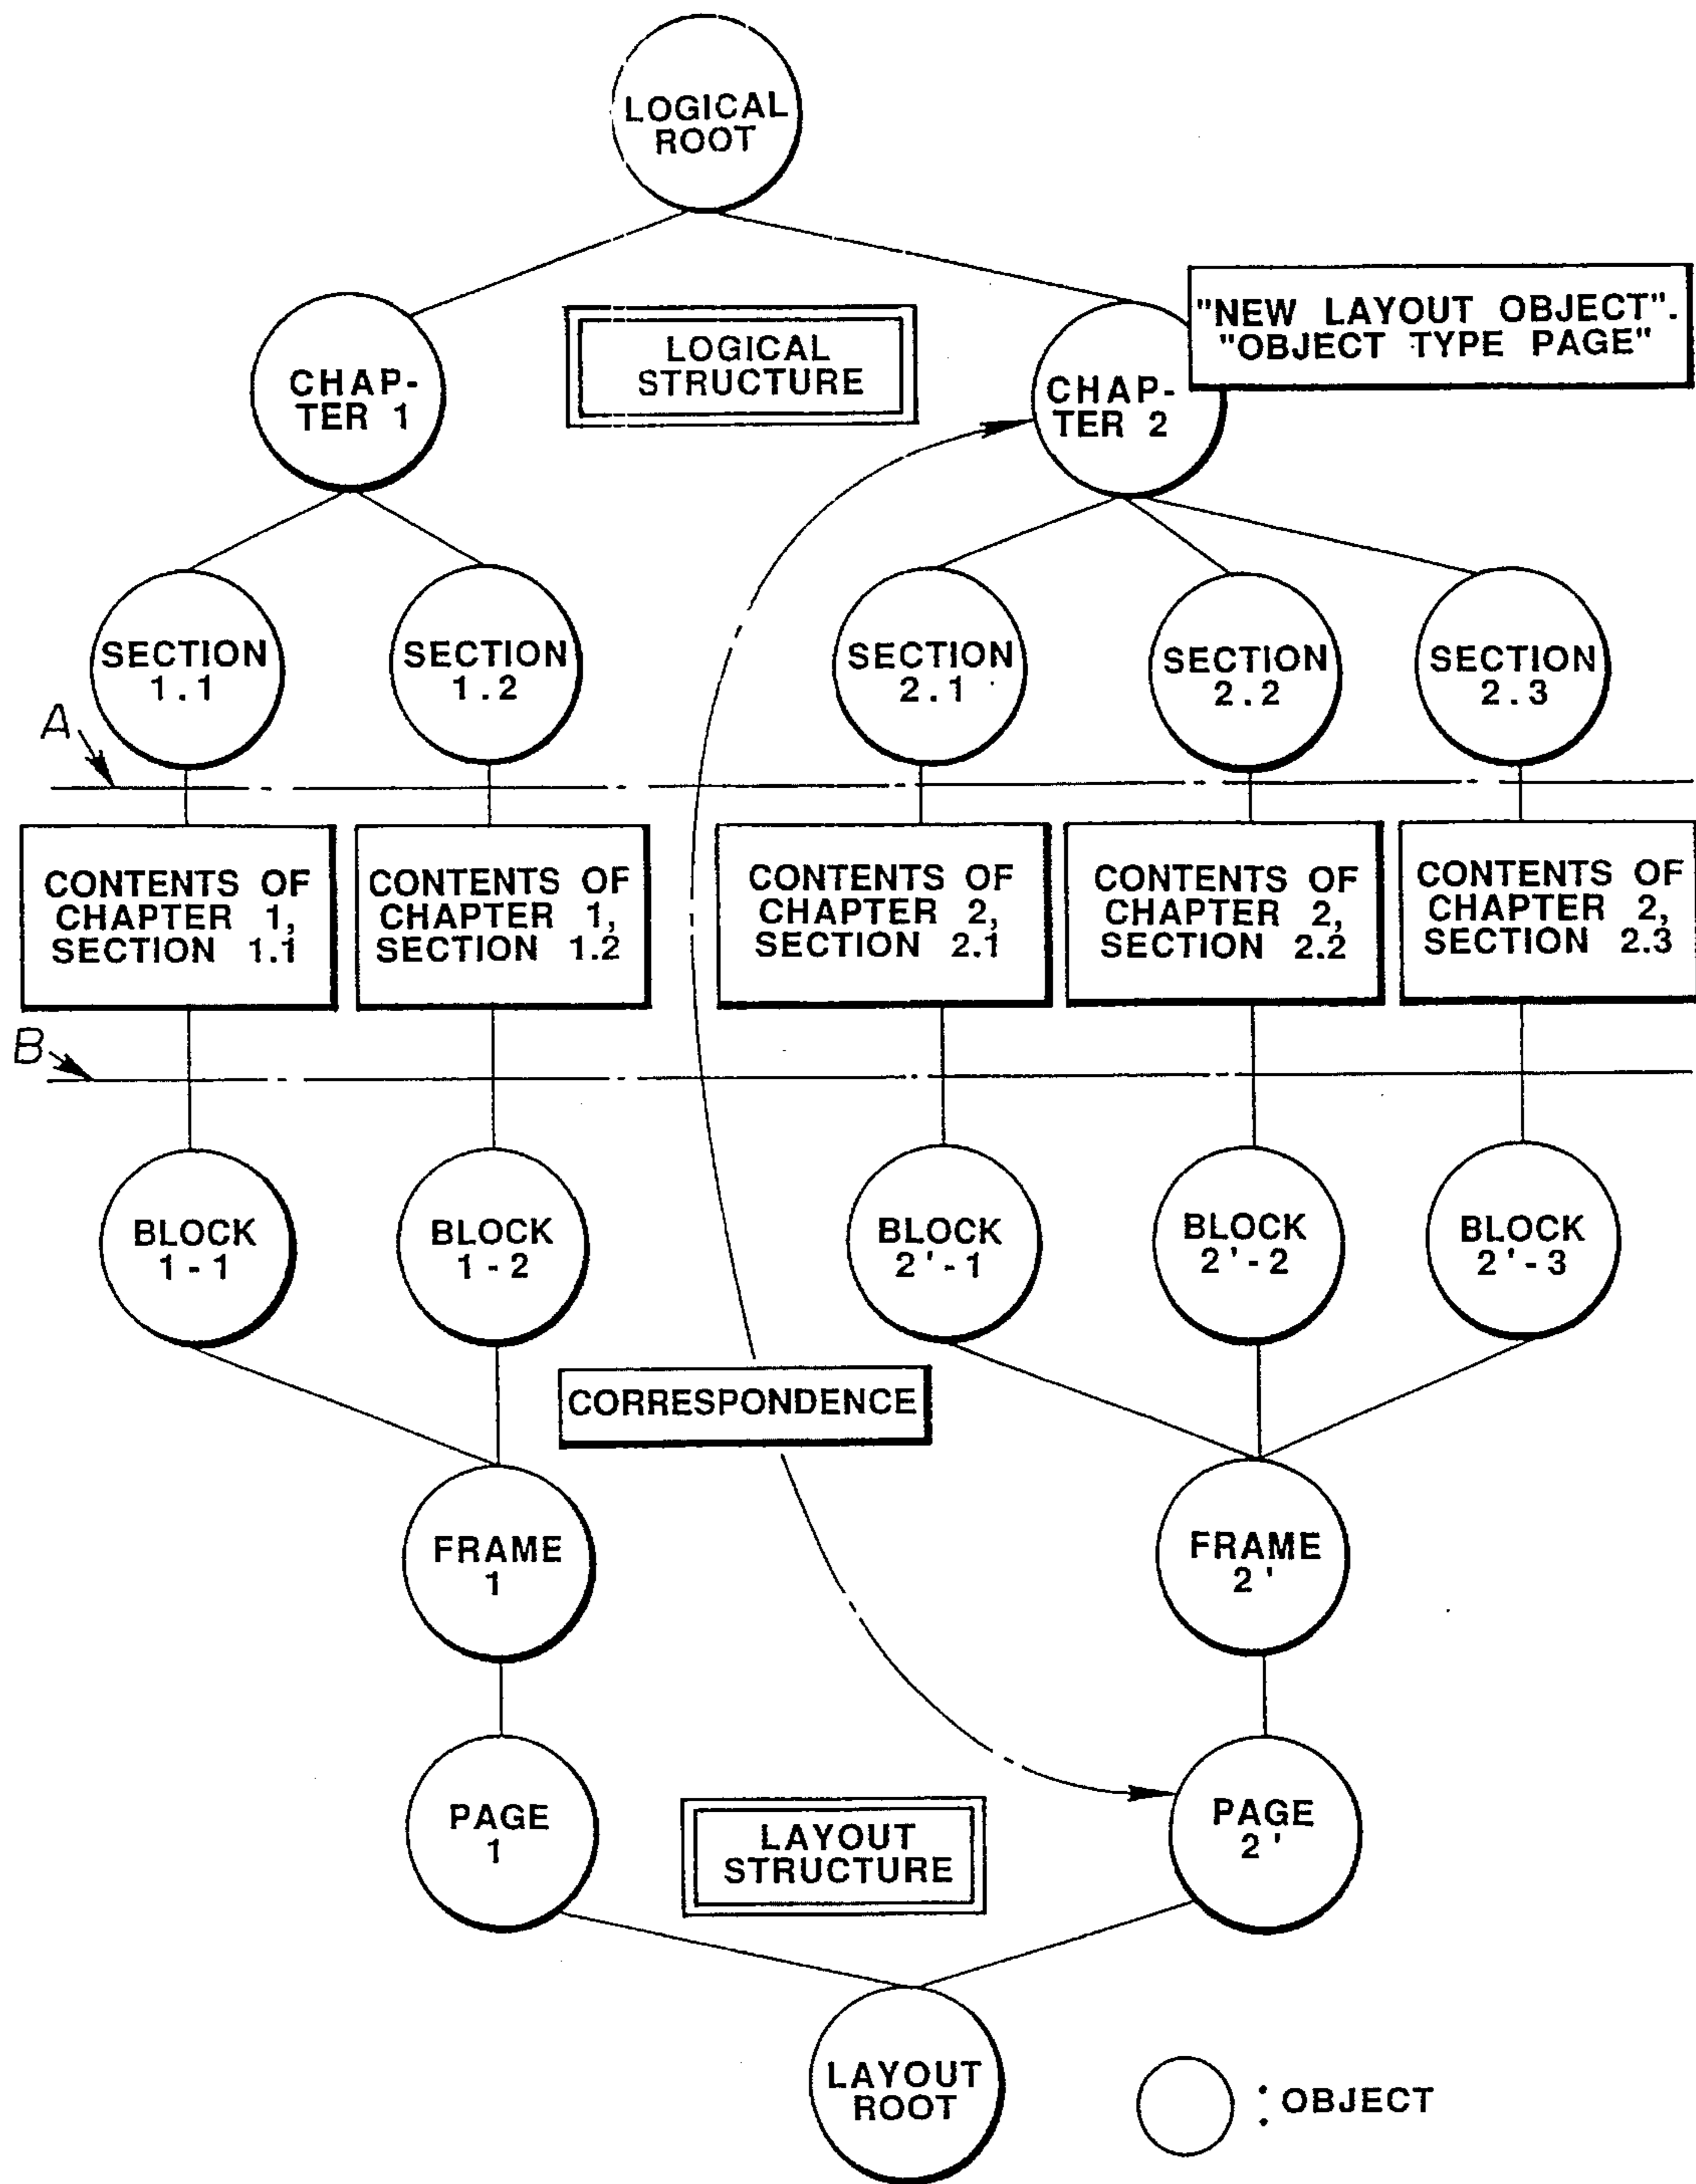 LOGICAL
ROOT
"NEW LAYOUT OBJECT".
"OBJECT TYPE PAGE"
CHAP-
TER 1
LOGICAL
STRUCTURE
CHAP-
TER 2
SECTION
1.1
SECTION
1.2
SECTION
2.1
SECTION
2.2
SECTION
2.3
A
CONTENTS OF
CHAPTER 1,
SECTION 1.1
CONTENTS OF
CHAPTER 1,
SECTION 1.2
CONTENTS OF
CHAPTER 2,
SECTION 2.1
CONTENTS OF
CHAPTER 2,
SECTION 2.2
CONTENTS OF
CHAPTER 2,
SECTION 2.3
B
BLOCK
1-1
BLOCK
1-2
BLOCK
2'-1
BLOCK
2'-2
BLOCK
2'-3
CORRESPONDENCE
FRAME
1
FRAME
2'
PAGE
1
LAYOUT
STRUCTURE
PAGE
2'
LAYOUT
ROOT
: OBJECT